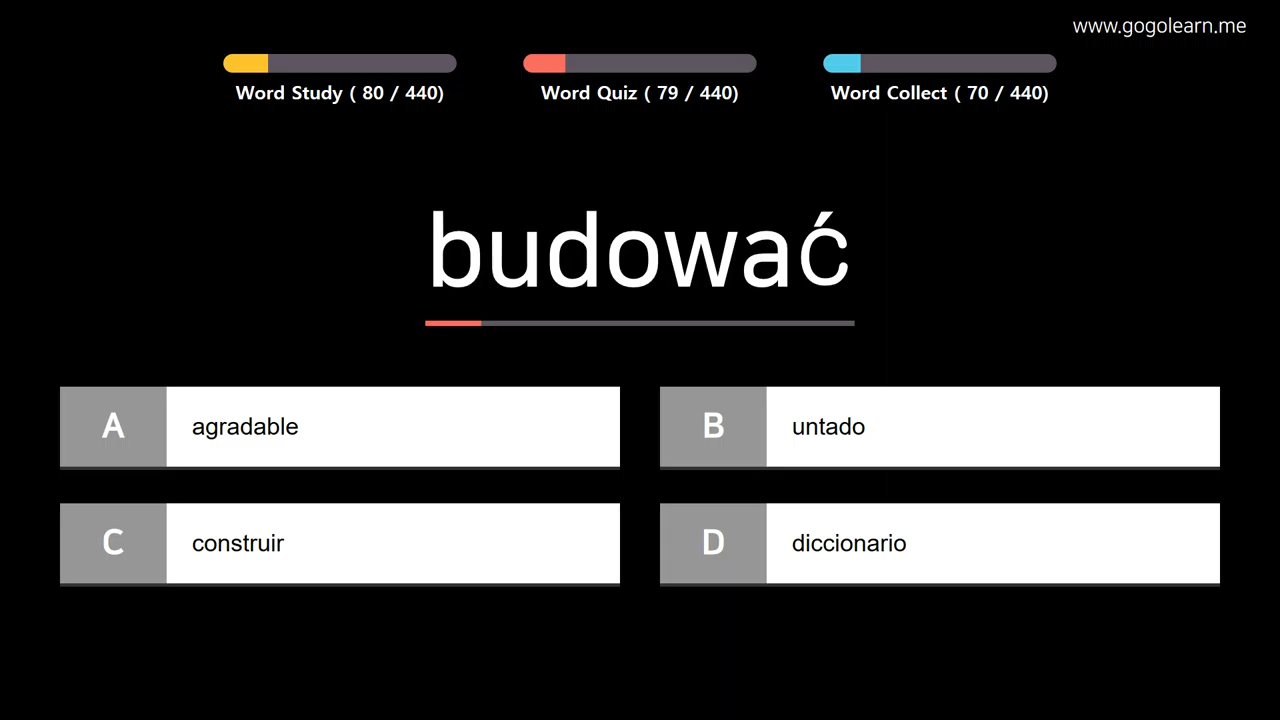 www.gogolearn.me
Word Study ( 80 / 440)
Word Quiz ( 79 / 440)
Word Collect ( 70 / 440)
budować
A agradable
B untado
C construir
D diccionario